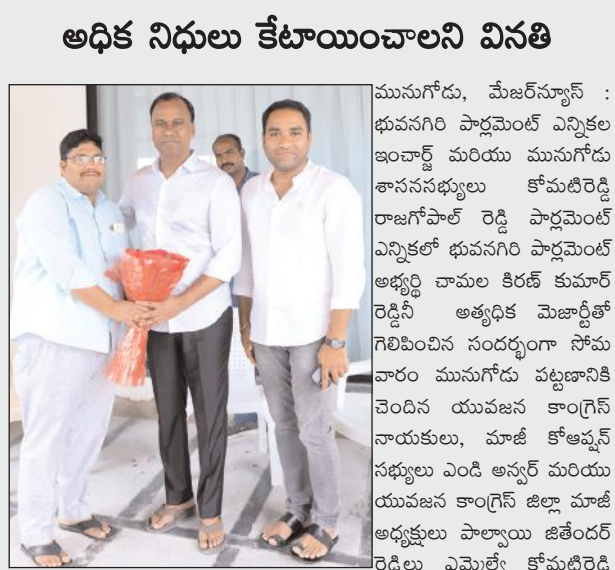 అధిక నిధులు కేటాయించాలని వినతి
మునుగోడు, మేజర్‌న్యూస్ :
భువనగిరి పార్లమెంట్ ఎన్నికల
ఇంచార్జ్ మరియు మునుగోడు
శాసనసభ్యులు కోమటిరెడ్డి
రాజగోపాల్ రెడ్డి పార్లమెంట్
ఎన్నికలో భువనగిరి పార్లమెంట్
అభ్యర్థి చామల కిరణ్ కుమార్
రెడ్డినీ అత్యధిక మెజార్టీతో
గెలిపించిన సందర్భంగా సోమ
వారం మునుగోడు పట్టణానికి
చెందిన యువజన కాంగ్రెస్
నాయకులు, మాజీ కోఆప్షన్
సభ్యులు ఎండి అన్వర్ మరియు
యువజన కాంగ్రెస్ జిల్లా మాజీ
అధ్యక్షులు పాల్వాయి జితేందర్
రెడ్డిలు ఎమ్మెల్యే కోమటిరెడ్డి